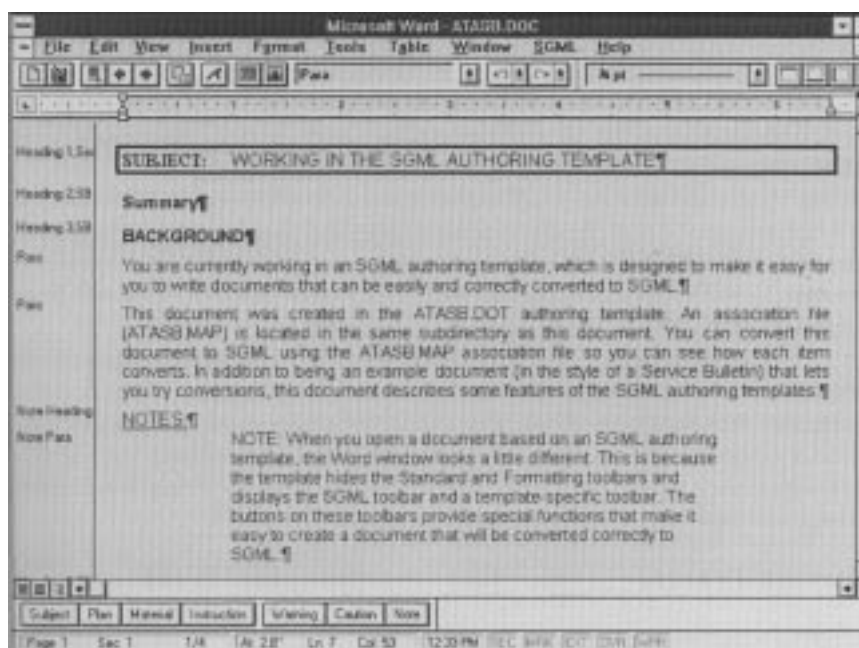 Microsoft Word - ATASB.DOC
File Edit View Insert Format Tools Table Window SGML Help
Para
Heading 1,
SUBJECT: WORKING IN THE SGML AUTHORING TEMPLATE¶
Heading 2,SB
Summary¶
Heading 3,SB
BACKGROUND¶
Para
You are currently working in an SGML authoring template, which is designed to make it easy for
you to write documents that can be easily and correctly converted to SGML.¶
Para
This document was created in the ATASB.DOT authoring template. An association file
(ATASB.MAP) is located in the same subdirectory as this document. You can convert this
document to SGML using the ATASB.MAP association file so you can see how each item
converts. In addition to being an example document (in the style of a Service Bulletin) that lets
you try conversions, this document describes some features of the SGML authoring templates.¶
Note Heading
NOTES¶
Note Para
NOTE: When you open a document based on an SGML authoring
template, the Word window looks a little different. This is because
the template hides the Standard and Formatting toolbars and
displays the SGML toolbar and a template-specific toolbar. The
buttons on these toolbars provide special functions that make it
easy to create a document that will be converted correctly to
SGML.¶
Subject Plan Material Instruction Warning Caution Note
Page 1 Sec 1 1/4 At 2.8" Ln 7 Col 53 12:33 PM REC MRK EXT OVR WPH